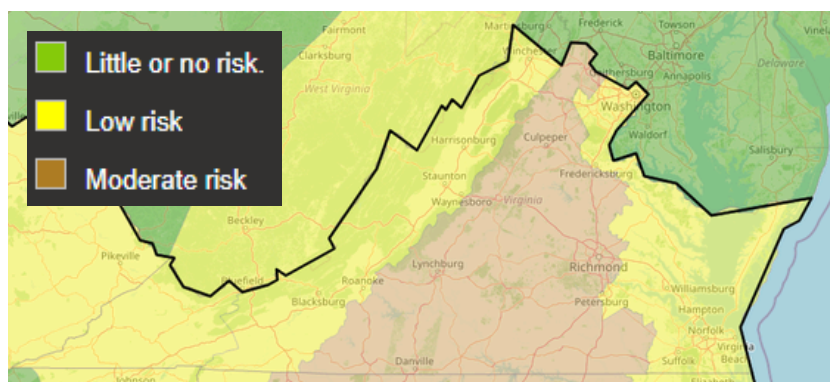 Little or no risk.
Low risk
Moderate risk
Fairmont
Clarksburg
West Virginia
Winchester
Frederick
Towson
Baltimore
Annapolis
Delaware
Washington
Waldorf
Salisbury
Harrisonburg
Culpeper
Staunton
Fredericksburg
Waynesboro
Virginia
Beckley
Pikeville
Bluefield
Roanoke
Lynchburg
Richmond
Blacksburg
Petersburg
Williamsburg
Hampton
Norfolk
Virginia
Suffolk
Danville